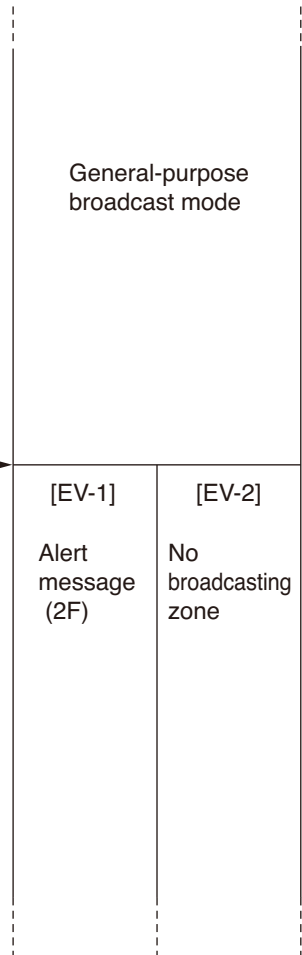 General-purpose
broadcast mode
[EV-1]
Alert
message
(2F)
[EV-2]
No
broadcasting
zone